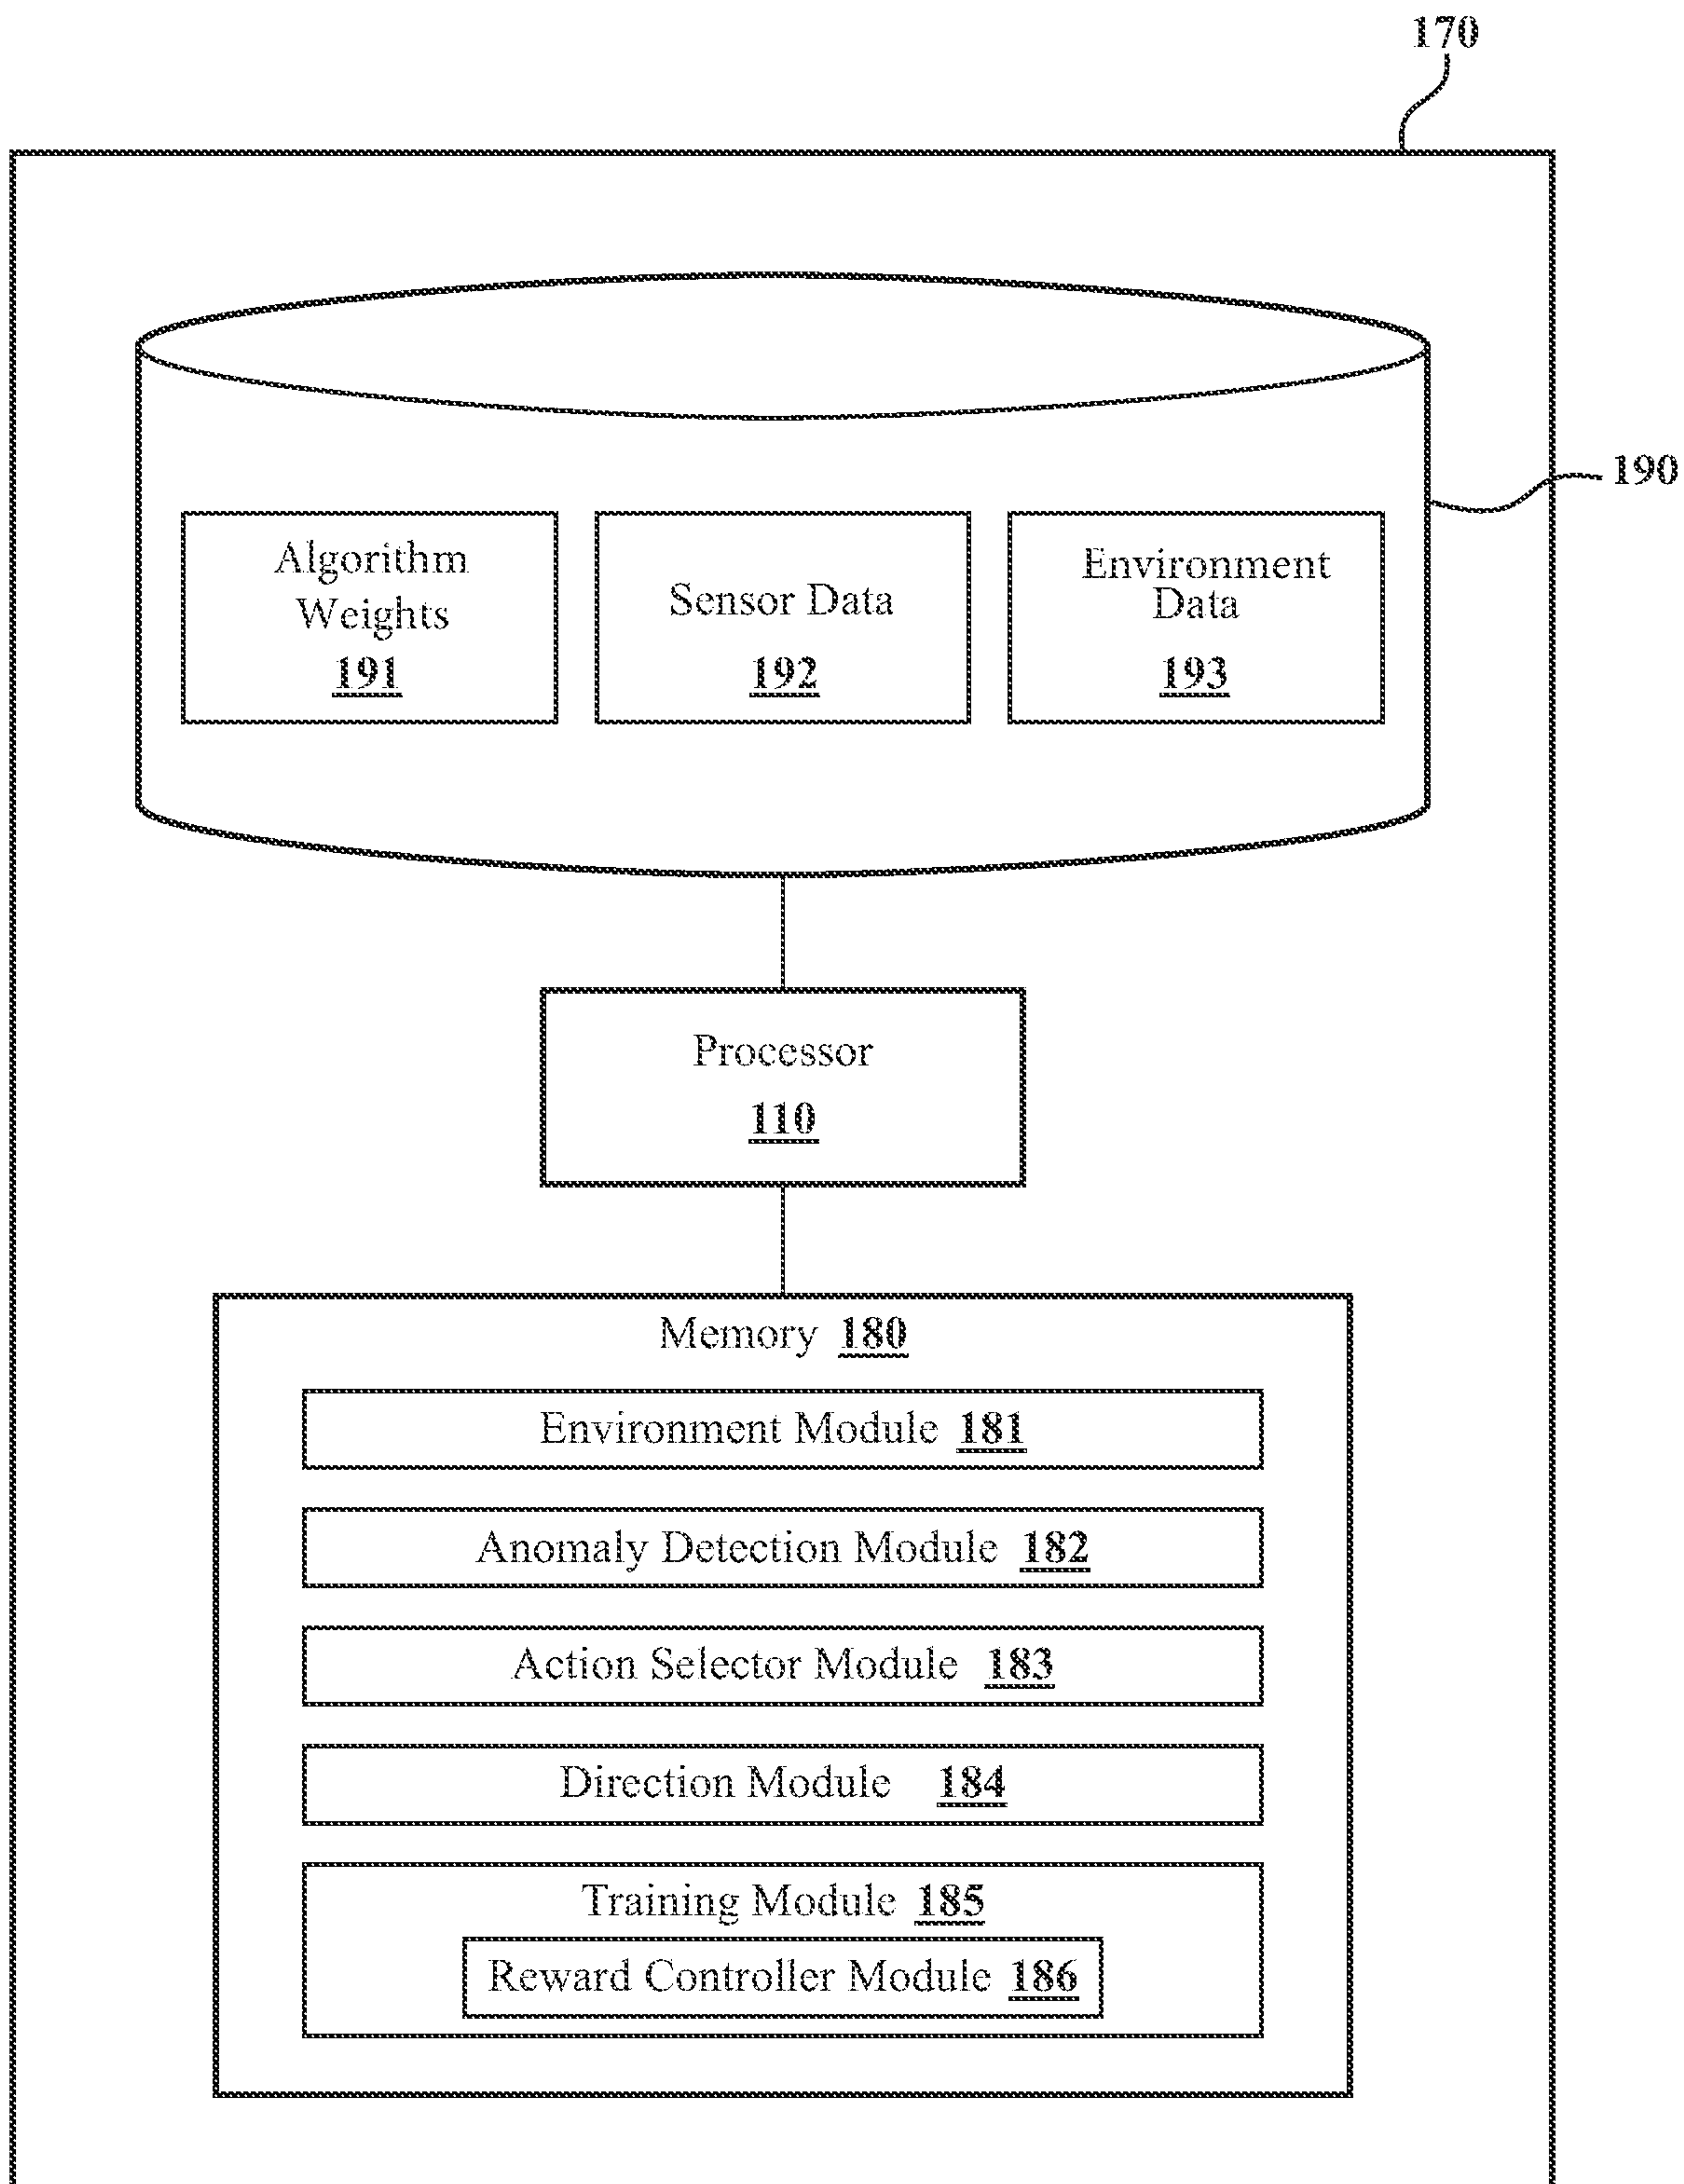 170
190
Algorithm
Weights
191
Sensor Data
192
Environment
Data
193
Processor
110
Memory 180
Environment Module 181
Anomaly Detection Module 182
Action Selector Module 183
Direction Module 184
Training Module 185
Reward Controller Module 186